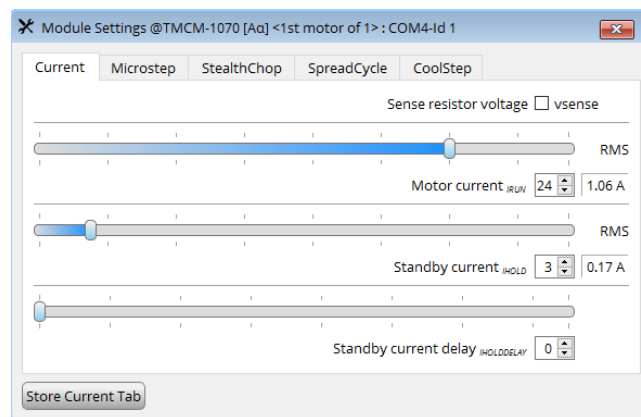 Module Settings @TMCM-1070 [Aα] <1st motor of 1> : COM4-Id 1
Current Microstep StealthChop SpreadCycle CoolStep
Sense resistor voltage vsense
RMS
Motor current IRUN 24 1.06 A
RMS
Standby current IHOLD 3 0.17 A
Standby current delay IHOLDDELAY 0
Store Current Tab